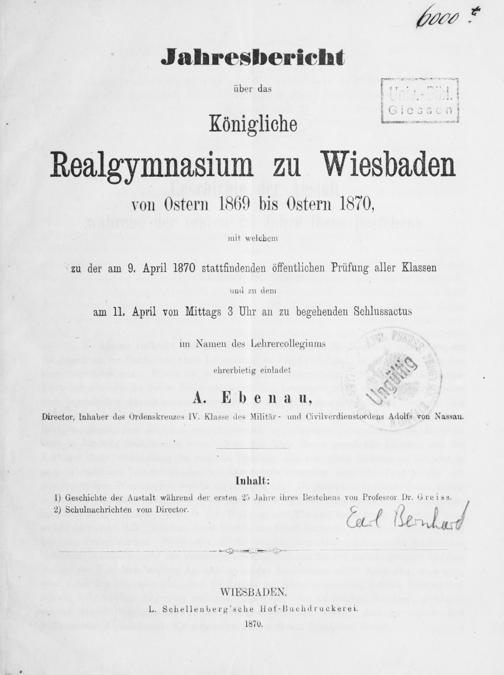 6000
Jahresbericht
über das
Univ.-Bibl.
Giessen
Königliche
Realgymnasium zu Wiesbaden
von Ostern 1869 bis Ostern 1870,
mit welchem
zu der am 9. April 1870 stattfindenden öffentlichen Prüfung aller Klassen
und zu dem
am 11. April von Mittags 3 Uhr an zu begehenden Schlussactus
im Namen des Lehrercollegiums
ehrerbietig einladet
Ungültig
A. Ebenau,
Director, Inhaber des Ordenskreuzes IV. Klasse des Militär- und Civilverdienstordens Adolfs von Nassau.
Inhalt:
1) Geschichte der Anstalt während der ersten 25 Jahre ihres Bestehens von Professor Dr. Greiss.
2) Schulnachrichten vom Director.
Bernhard
WIESBADEN.
L. Schellenberg'sche Hof-Buchdruckerei.
1870.